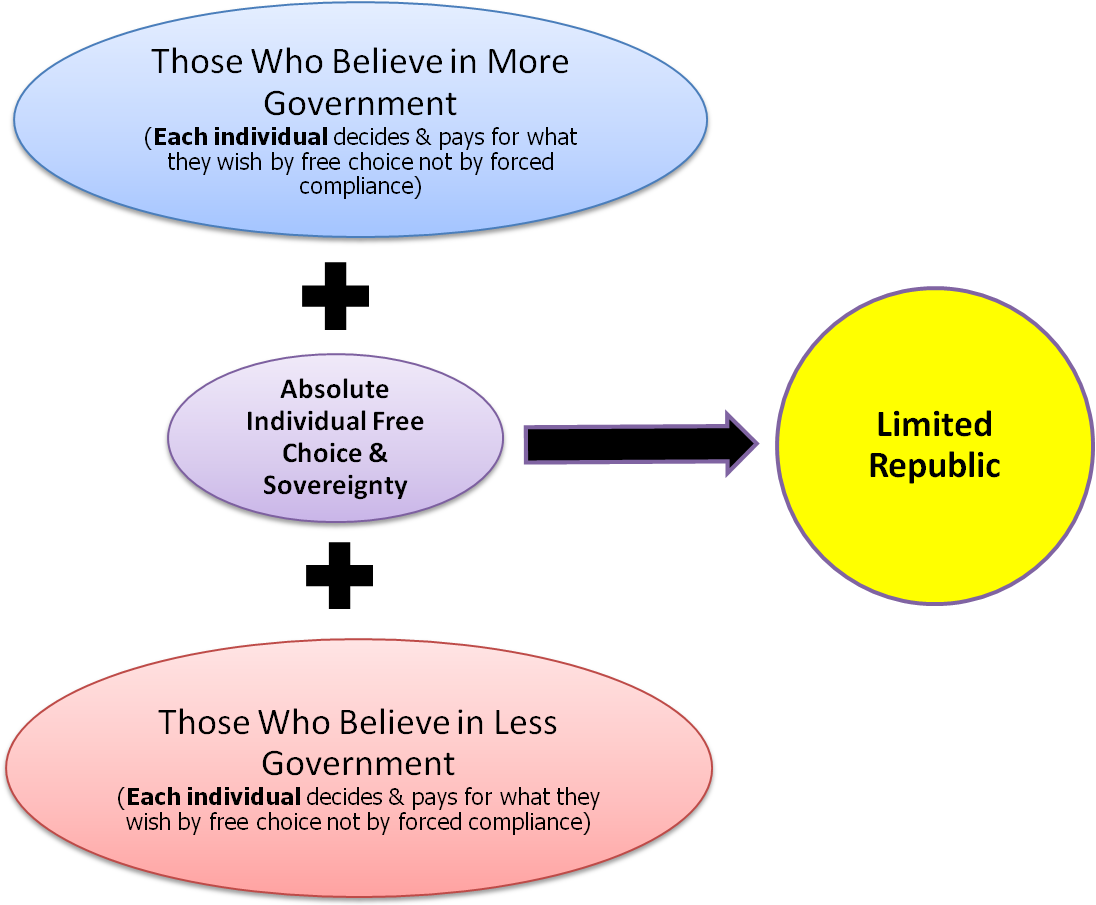 Those Who Believe in More
Government
(Each individual decides & pays for what
they wish by free choice not by forced
compliance)
Absolute
Individual Free
Choice &
Sovereignty
Limited
Republic
Those Who Believe in Less
Government
(Each individual decides & pays for what they
wish by free choice not by forced compliance)